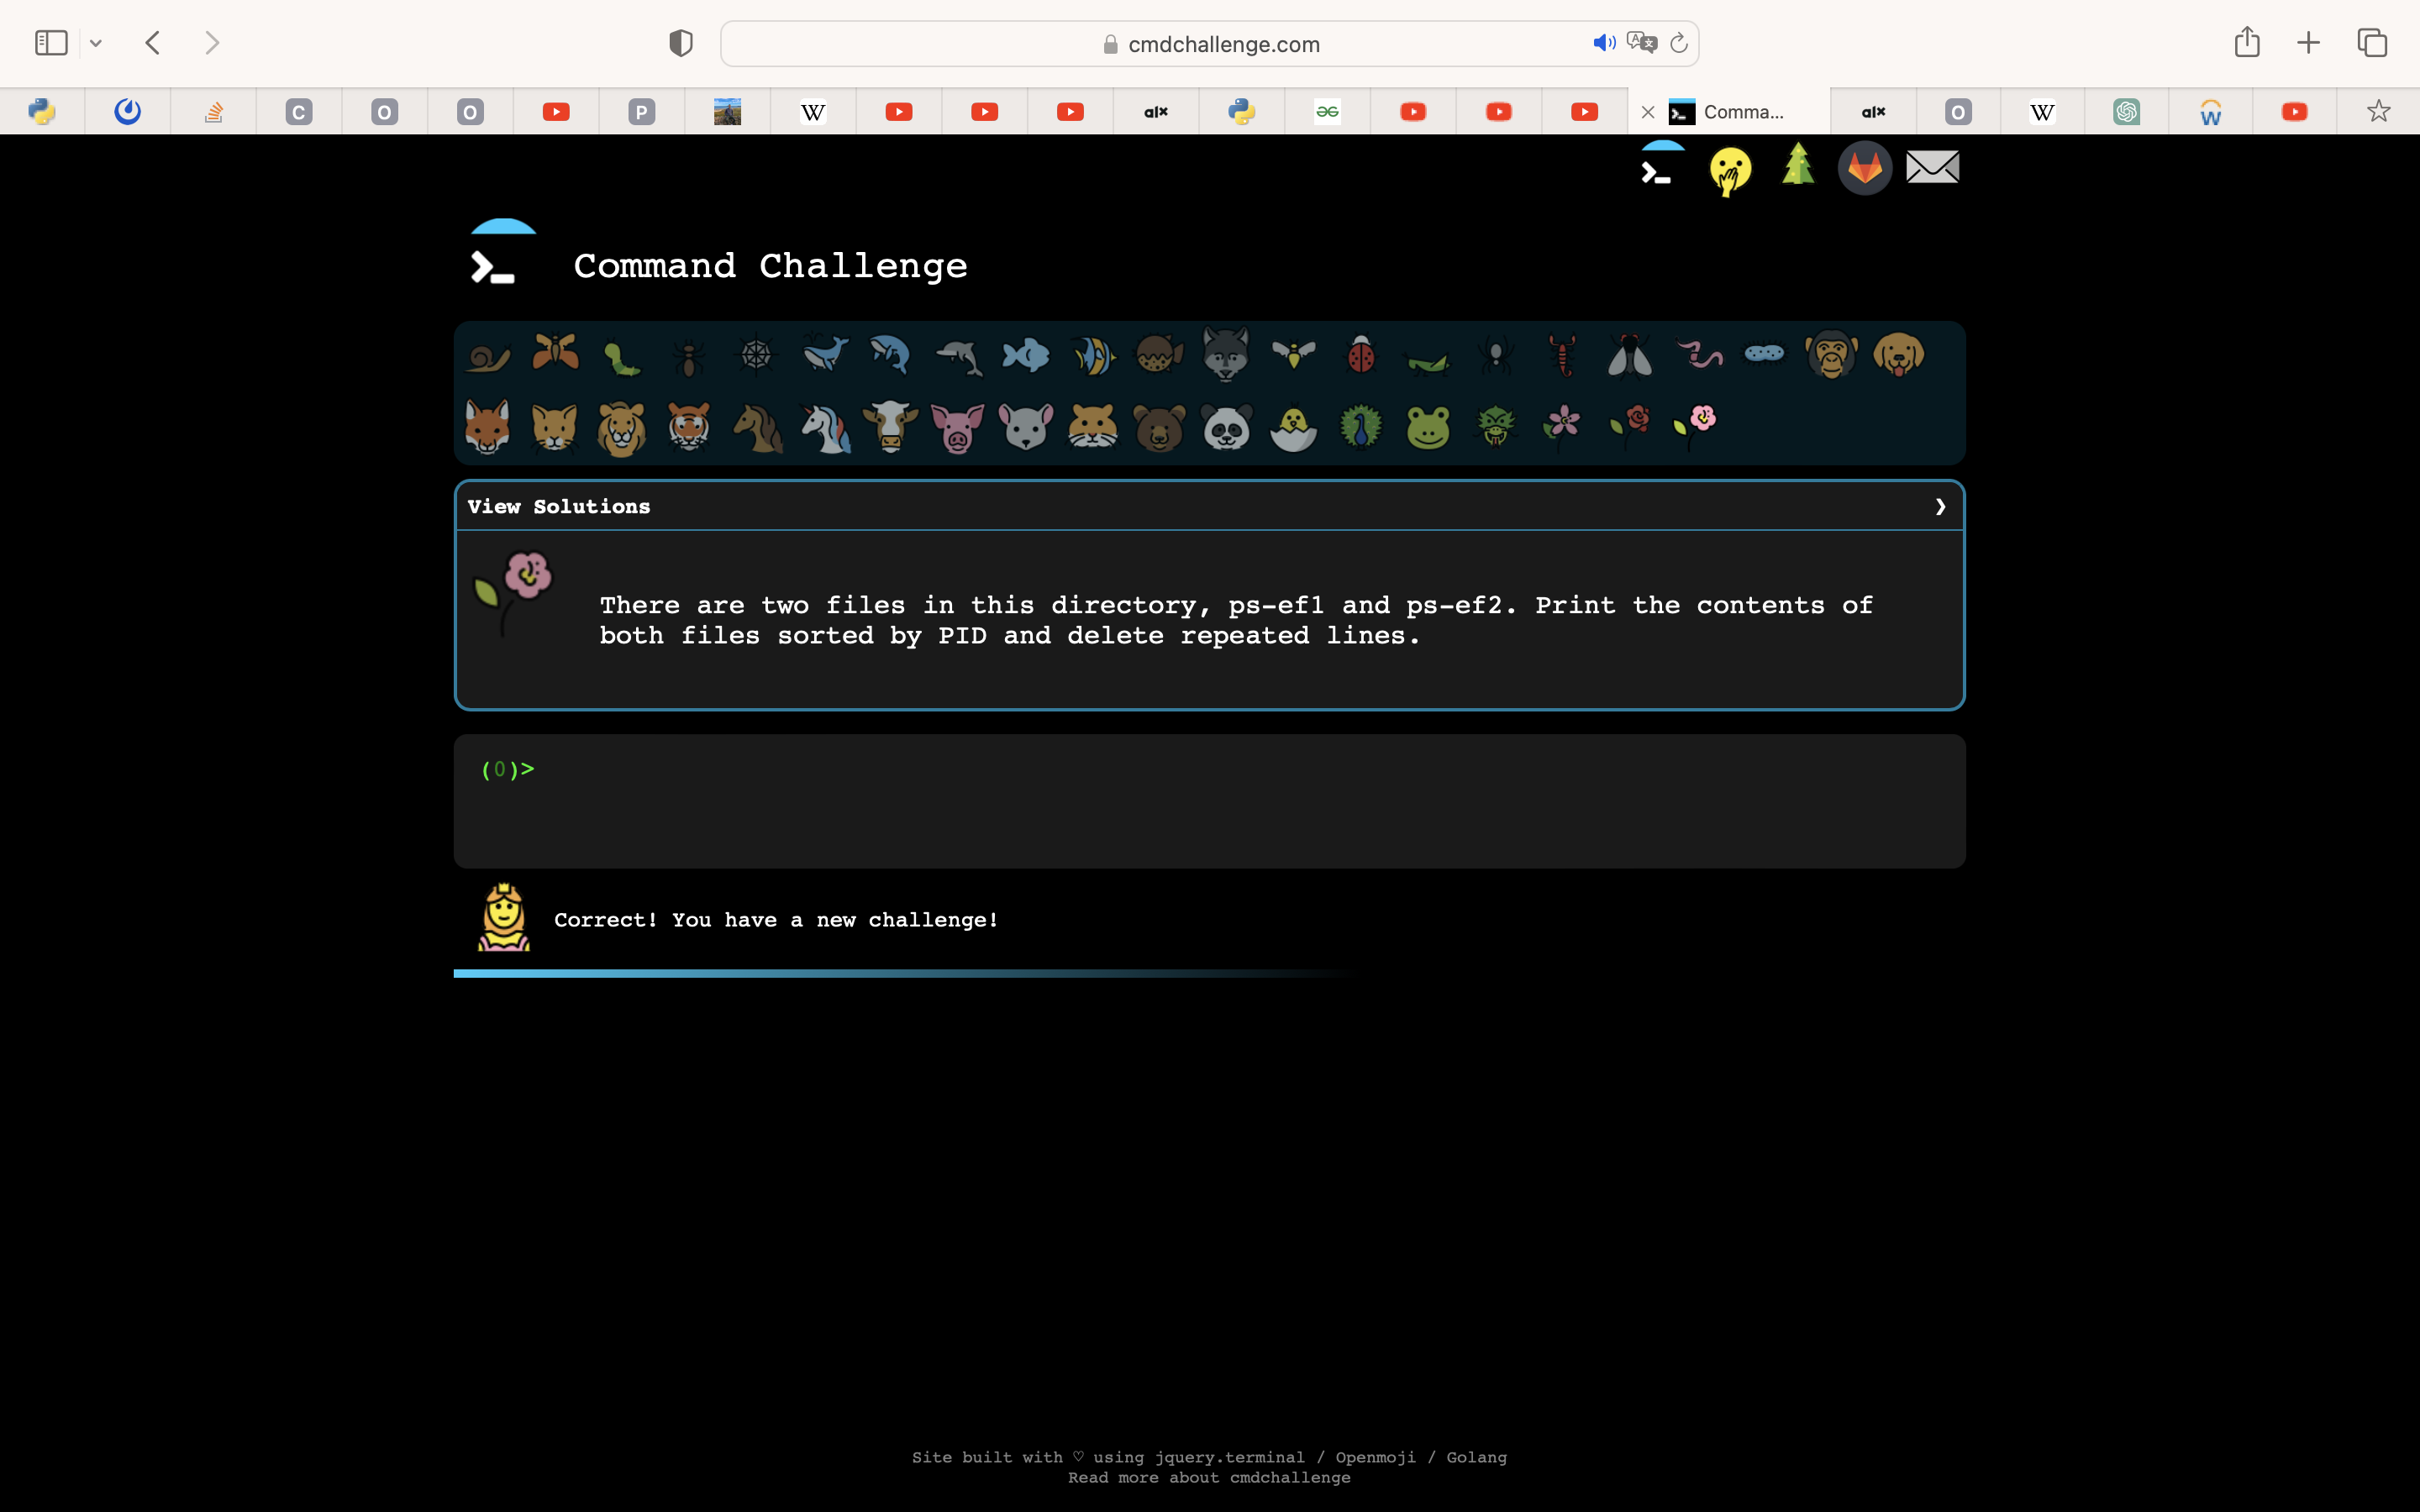 cmdchallenge.com
C
O
O
P
W
alx
Comma...
alx
O
W
W
Command Challenge
View Solutions
There are two files in this directory, ps-ef1 and ps-ef2. Print the contents of
both files sorted by PID and delete repeated lines.
(0)>
Correct! You have a new challenge!
Site built with ♡ using jquery.terminal / Openmoji / Golang
Read more about cmdchallenge